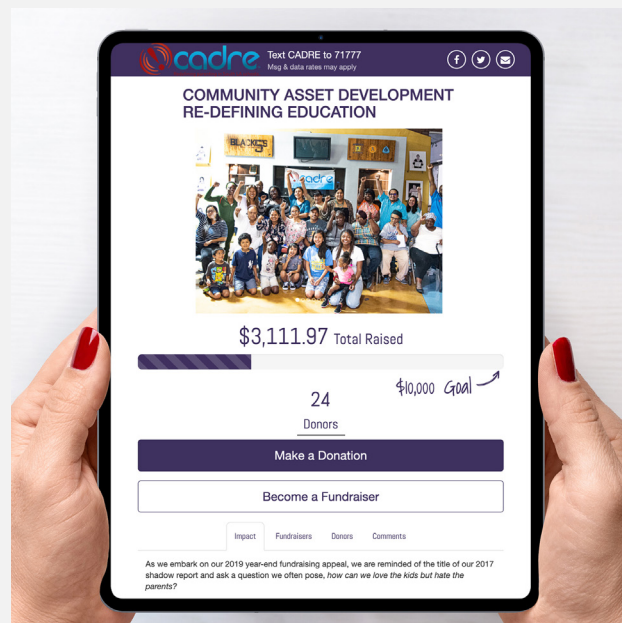 cadre
Text CADRE to 71777
Msg & data rates may apply
COMMUNITY ASSET DEVELOPMENT
RE-DEFINING EDUCATION
BLACK
cadre
$3,111.97 Total Raised
$10,000 Goal
24
Donors
Make a Donation
Become a Fundraiser
Impact Fundraisers Donors Comments
As we embark on our 2019 year-end fundraising appeal, we are reminded of the title of our 2017
shadow report and ask a question we often pose, how can we love the kids but hate the
parents?